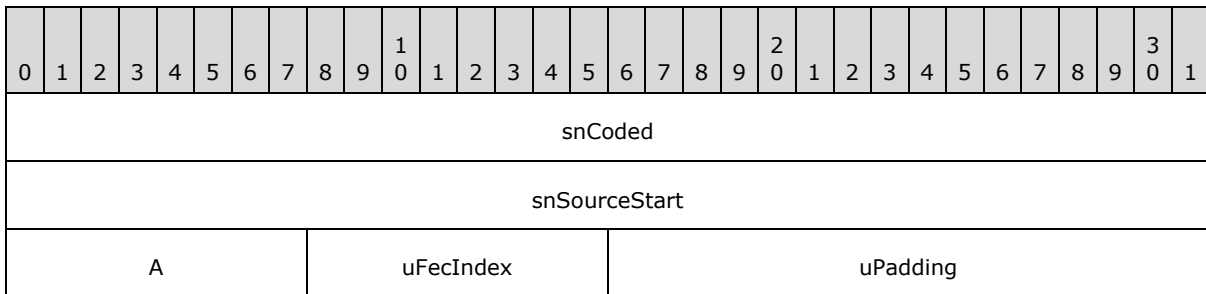 0 1 2 3 4 5 6 7 8 9 1 0 1 2 3 4 5 6 7 8 9 2 0 1 2 3 4 5 6 7 8 9 3 0 1
snCoded
snSourceStart
A uFecIndex uPadding